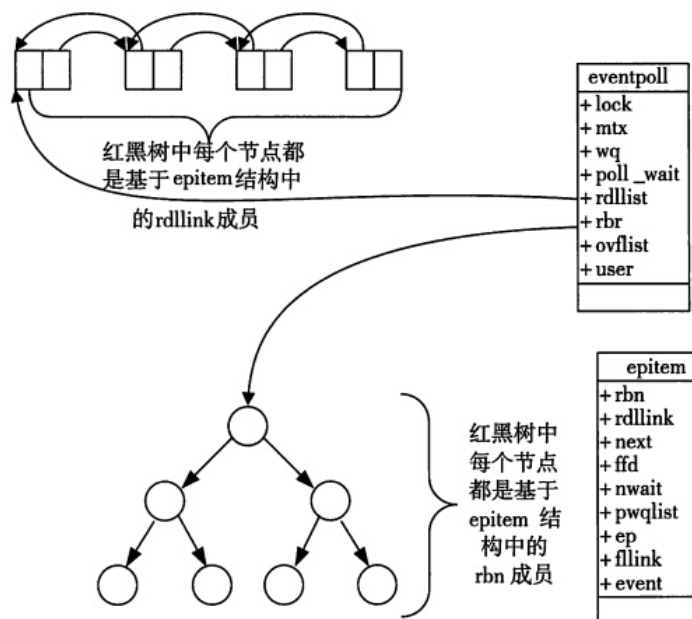 红黑树中每个节点都
是基于epitem结构中
的rdllink成员
eventpoll
+lock
+mtx
+wq
+poll_wait
+rdllist
+rbr
+ovflist
+user
红黑树中
每个节点
都是基于
epitem 结
构中的
rbn 成员
epitem
+rbn
+rdllink
+next
+ffd
+nwait
+pwqlist
+ep
+fllink
+event